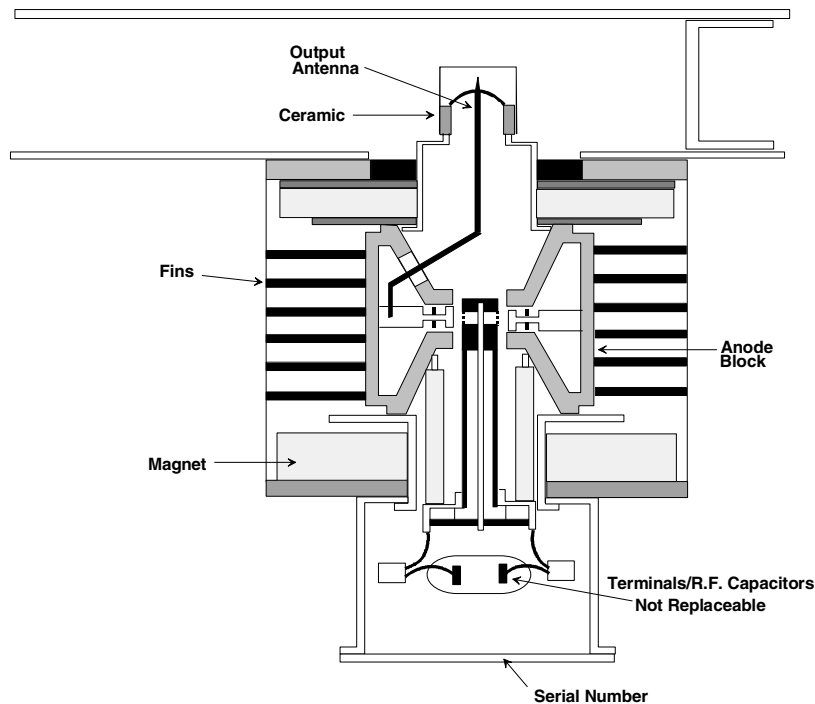 Output
Antenna
Ceramic
Fins
Anode
Block
Magnet
Terminals/R.F. Capacitors
Not Replaceable
Serial Number